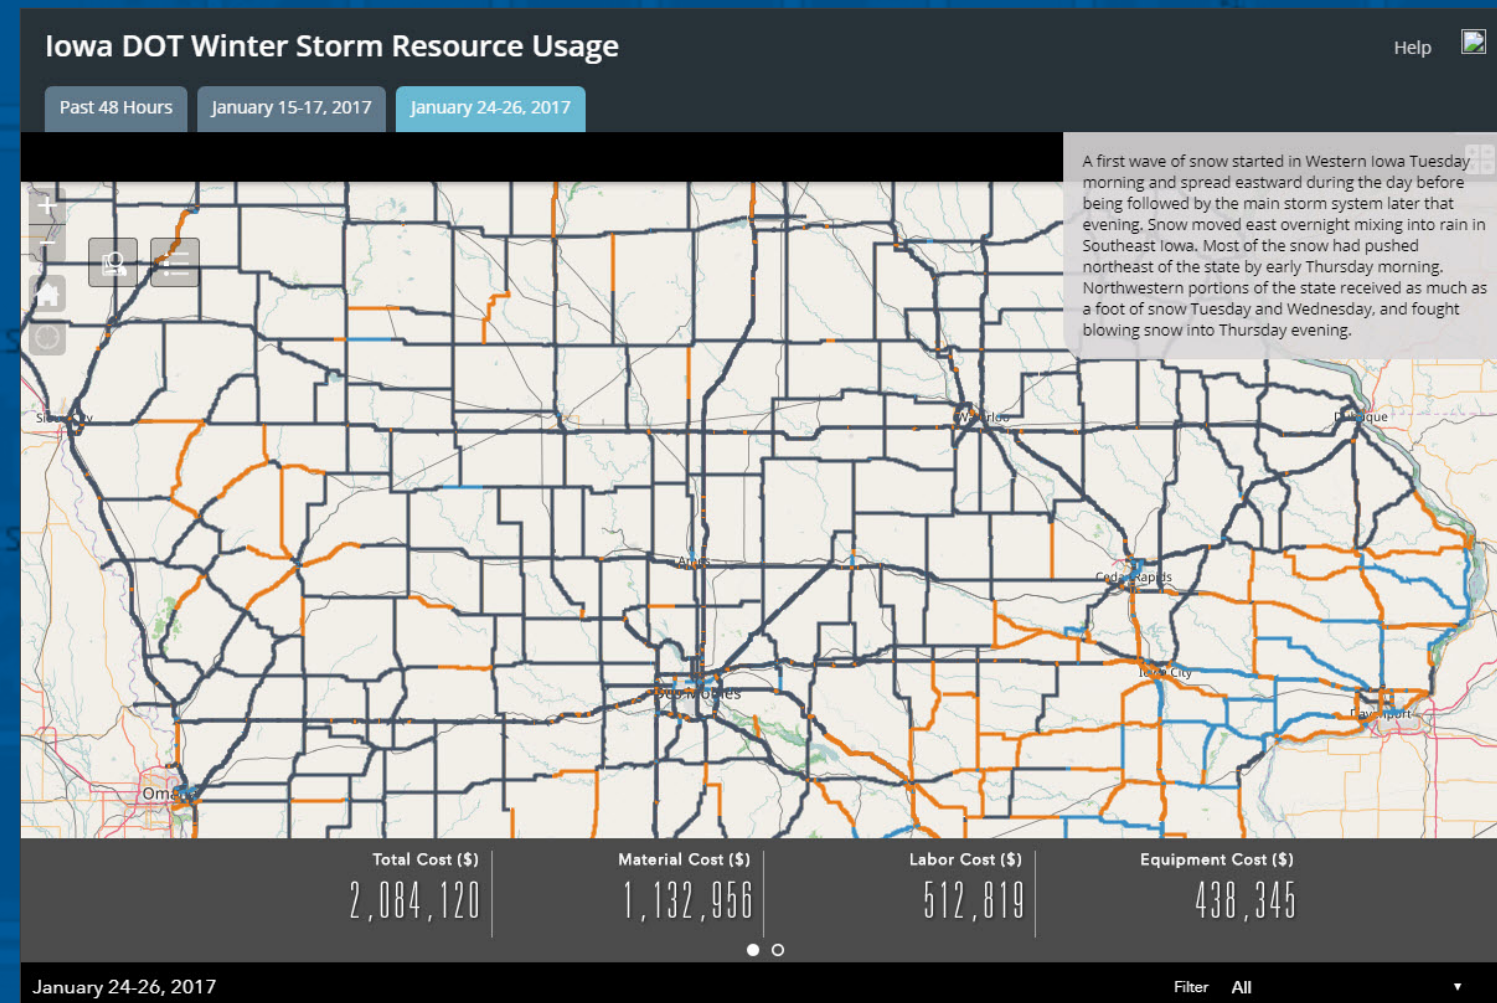 Iowa DOT Winter Storm Resource Usage
Help
Past 48 Hours
January 15-17, 2017
January 24-26, 2017
A first wave of snow started in Western Iowa Tuesday
morning and spread eastward during the day before
being followed by the main storm system later that
evening. Snow moved east overnight mixing into rain in
Southeast Iowa. Most of the snow had pushed
northeast of the state by early Thursday morning.
Northwestern portions of the state received as much as
a foot of snow Tuesday and Wednesday, and fought
blowing snow into Thursday evening.
Waterloo
Dubuque
Ames
Cedar Rapids
Iowa City
Des Moines
Davenport
Total Cost ($)
2,084,120
Material Cost ($)
1,132,956
Labor Cost ($)
512,819
Equipment Cost ($)
438,345
January 24-26, 2017
Filter All